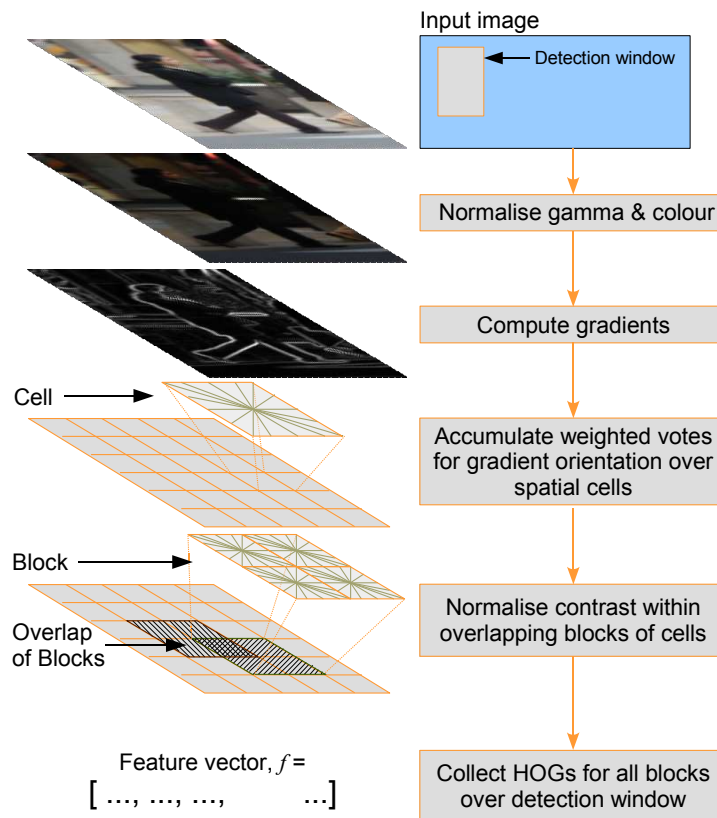 Input image
Detection window
Normalise gamma & colour
Compute gradients
Cell
Accumulate weighted votes
for gradient orientation over
spatial cells
Block
Overlap
of Blocks
Normalise contrast within
overlapping blocks of cells
Feature vector, f =
[ ..., ..., ..., ...]
Collect HOGs for all blocks
over detection window